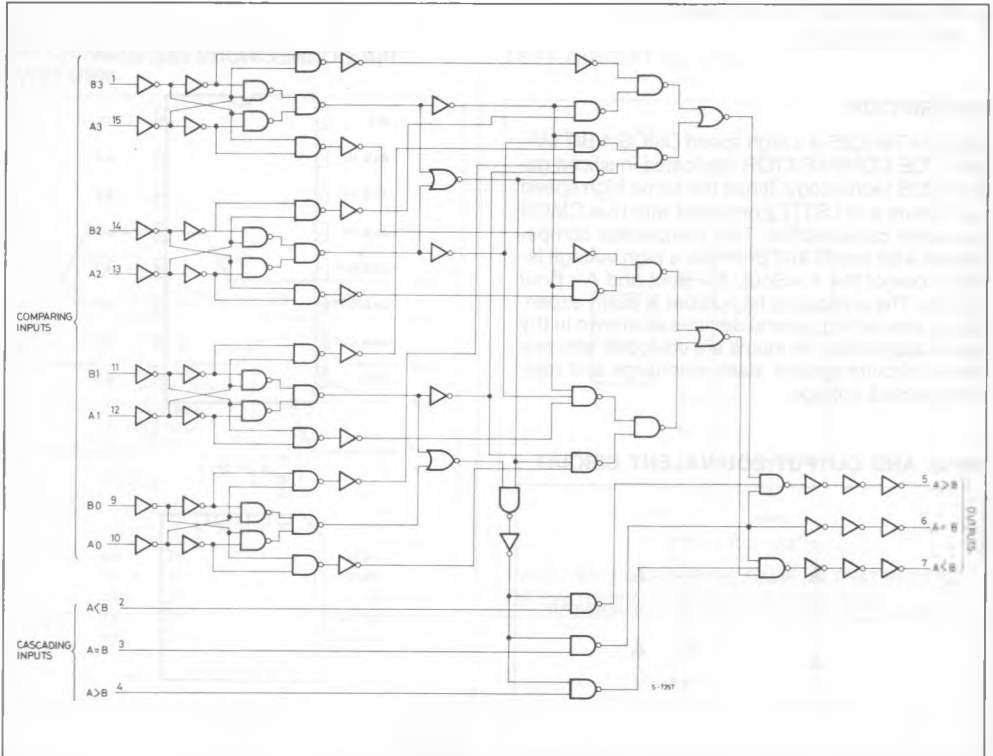 B3 1
A3 15
B2 14
A2 13
COMPARING
INPUTS
B1 11
A1 12
B0 9
A0 10
5 A>B
6 A=B
7 A<B
OUTPUTS
CASCADING
INPUTS
A<B 2
A=B 3
A>B 4
S-7357